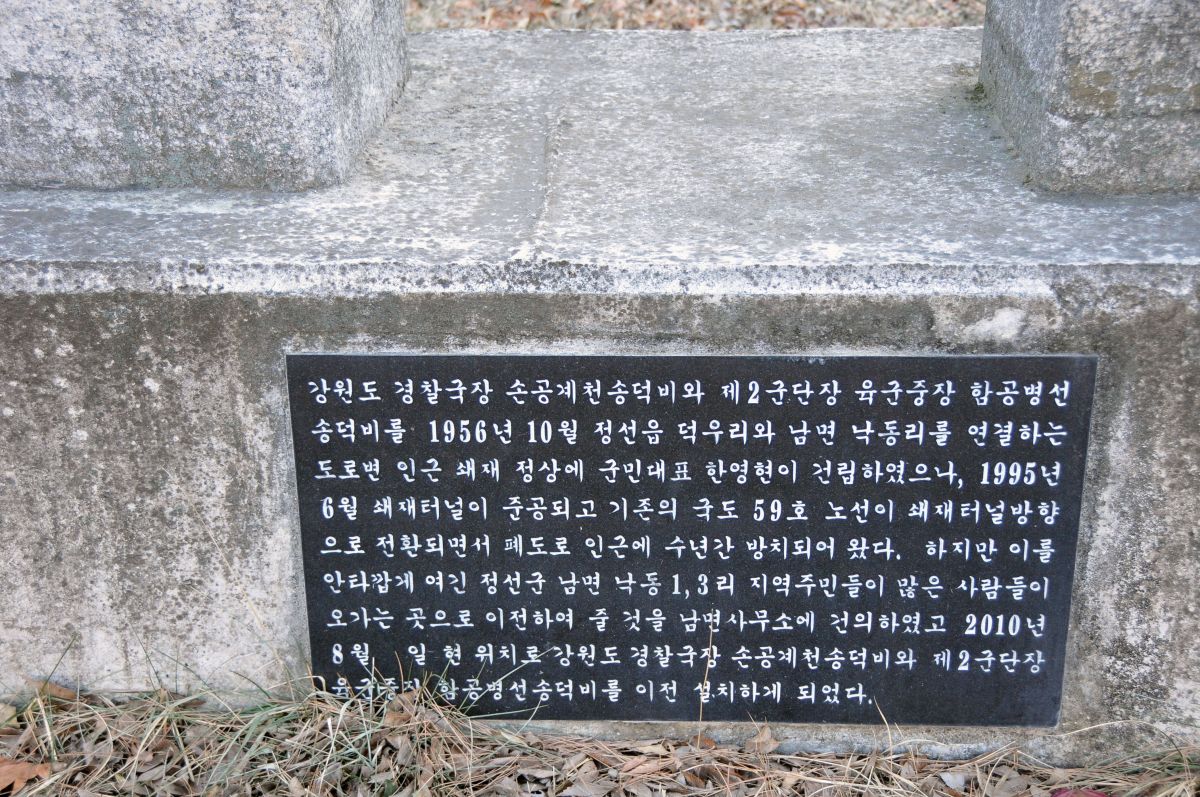 강원도 경찰국장 손공계천송덕비와 제2군단장 육군중장 함공병선
송덕비를 1956년 10월 정선읍 덕우리와 남면 낙동리를 연결하는
도로변 인근 쇄재 정상에 군민대표 한영현이 건립하였으나, 1995년
6월 쇄재터널이 준공되고 기존의 국도 59호 노선이 쇄재터널방향
으로 전환되면서 폐도로 인근에 수년간 방치되어 왔다. 하지만 이를
안타깝게 여긴 정선군 남면 낙동1,3리 지역주민들이 많은 사람들이
오가는 곳으로 이전하여 줄 것을 남면사무소에 건의하였고 2010년
8월 일 현 위치로 강원도 경찰국장 손공계천송덕비와 제2군단장
육군중장 함공병선송덕비를 이전 설치하게 되었다.